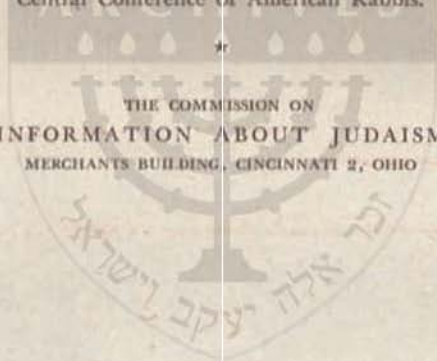 ARCHIVES
Central Conference of American Rabbis.
*
THE COMMISSION ON
INFORMATION ABOUT JUDAISM
MERCHANTS BUILDING, CINCINNATI 2, OHIO
זכר אלה יעקב וישראל